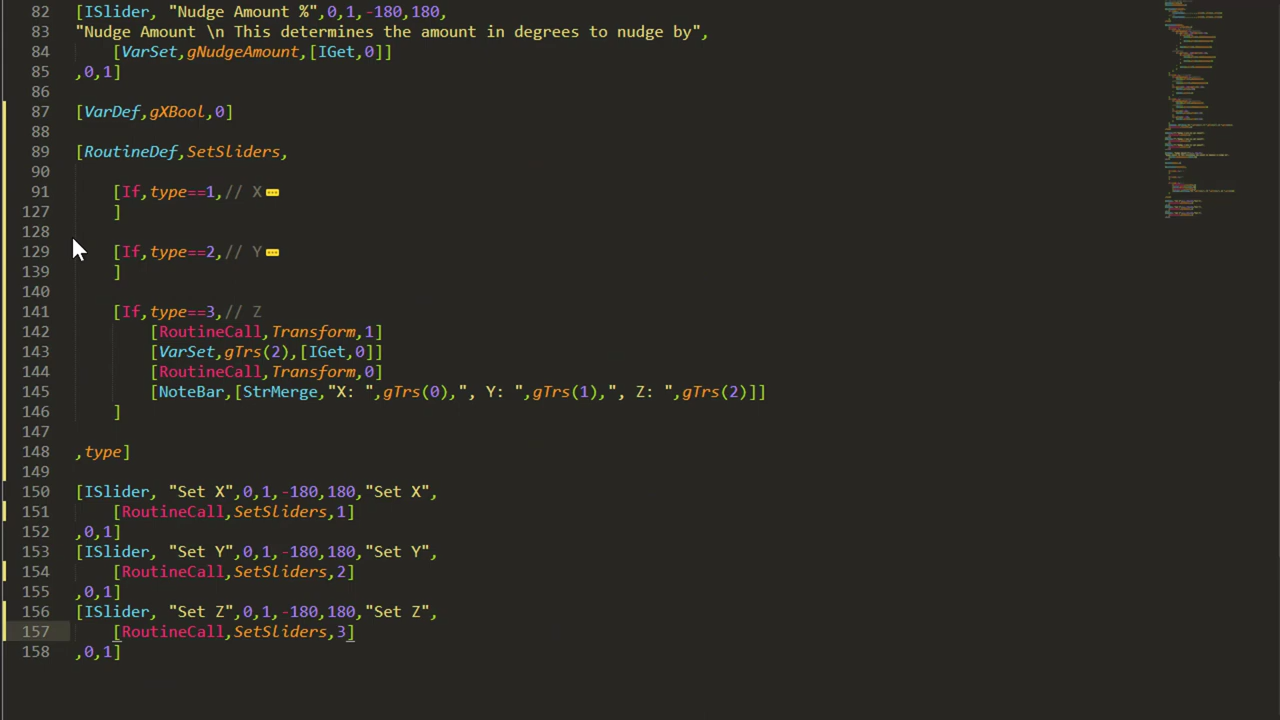 82 [ISlider, "Nudge Amount %",0,1,-180,180,
83 "Nudge Amount \n This determines the amount in degrees to nudge by",
84 [VarSet,gNudgeAmount,[IGet,0]]
85 ,0,1]
86
87 [VarDef,gXBool,0]
88
89 [RoutineDef,SetSliders,
90
91 [If,type==1,// X
127 ]
128
129 [If,type==2,// Y
139 ]
140
141 [If,type==3,// Z
142 [RoutineCall,Transform,1]
143 [VarSet,gTrs(2),[IGet,0]]
144 [RoutineCall,Transform,0]
145 [NoteBar,[StrMerge,"X: ",gTrs(0),", Y: ",gTrs(1),", Z: ",gTrs(2)]]
146 ]
147
148 ,type]
149
150 [ISlider, "Set X",0,1,-180,180,"Set X",
151 [RoutineCall,SetSliders,1]
152 ,0,1]
153 [ISlider, "Set Y",0,1,-180,180,"Set Y",
154 [RoutineCall,SetSliders,2]
155 ,0,1]
156 [ISlider, "Set Z",0,1,-180,180,"Set Z",
157 [RoutineCall,SetSliders,3]
158 ,0,1]